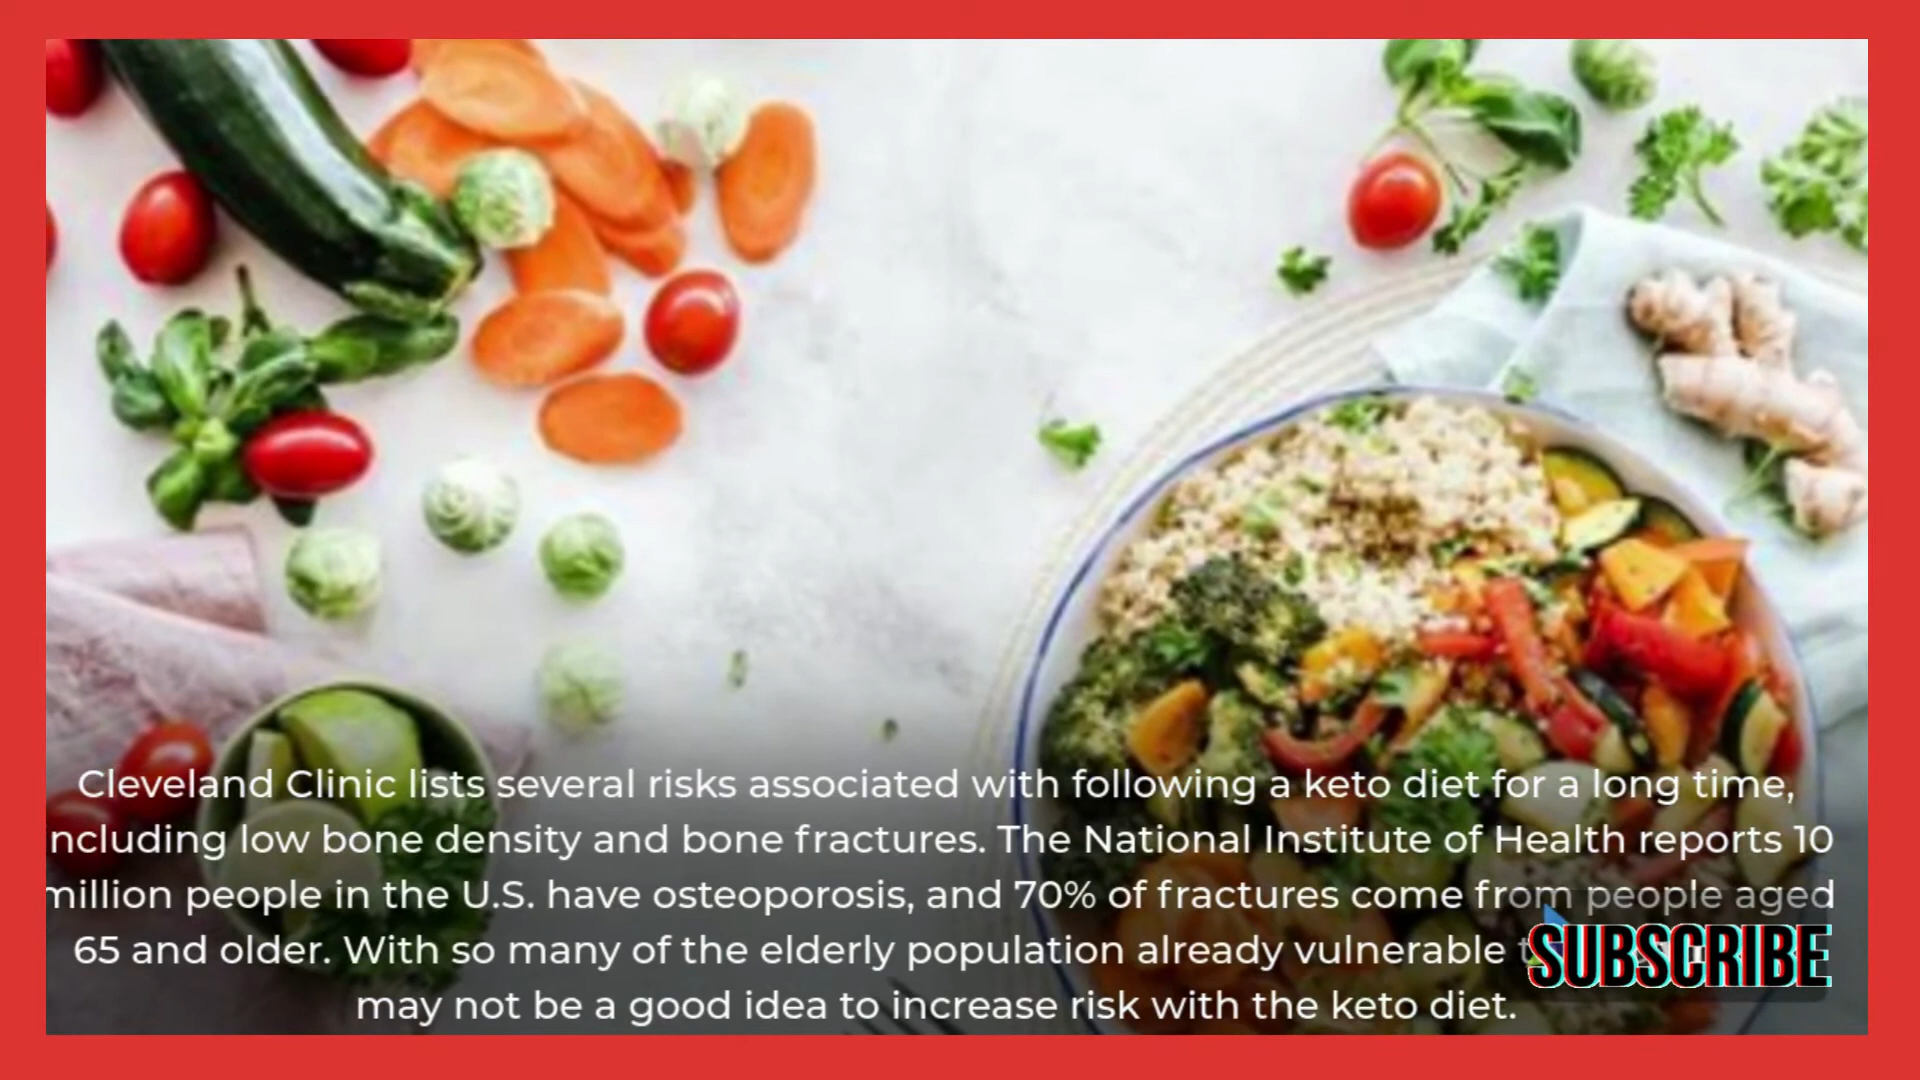 Cleveland Clinic lists several risks associated with following a keto diet for a long time,
ncluding low bone density and bone fractures. The National Institute of Health reports 10
million people in the U.S. have osteoporosis, and 70% of fractures come from people aged
65 and older. With so many of the elderly population already vulnerable
SUBSCRIBE
may not be a good idea to increase risk with the keto diet.